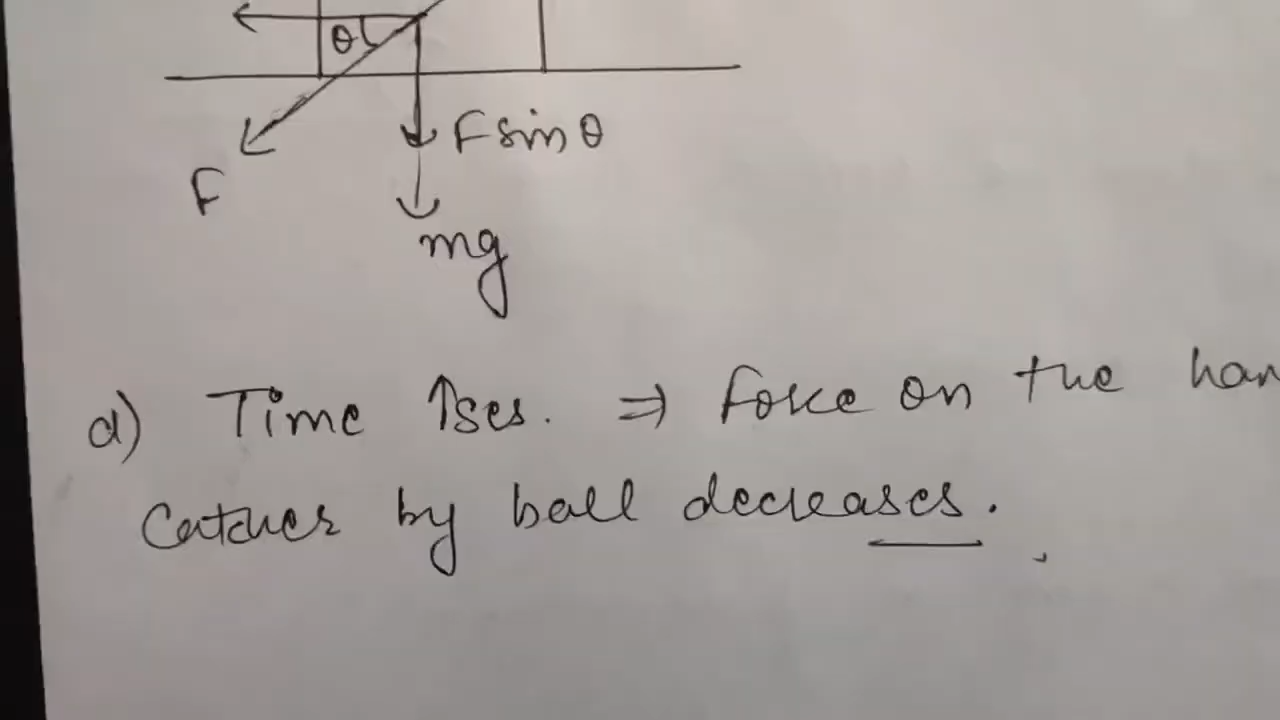 θ
F sin θ
F
mg
d) Time ↑ses. ⇒ Force on the han
Catcher by ball decreases.